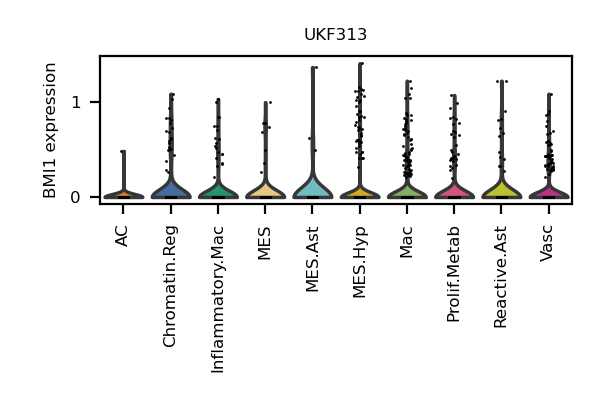 UKF313
BMI1 expression
1
0
AC
Chromatin.Reg
Inflammatory.Mac
MES
MES.Ast
MES.Hyp
Mac
Prolif.Metab
Reactive.Ast
Vasc